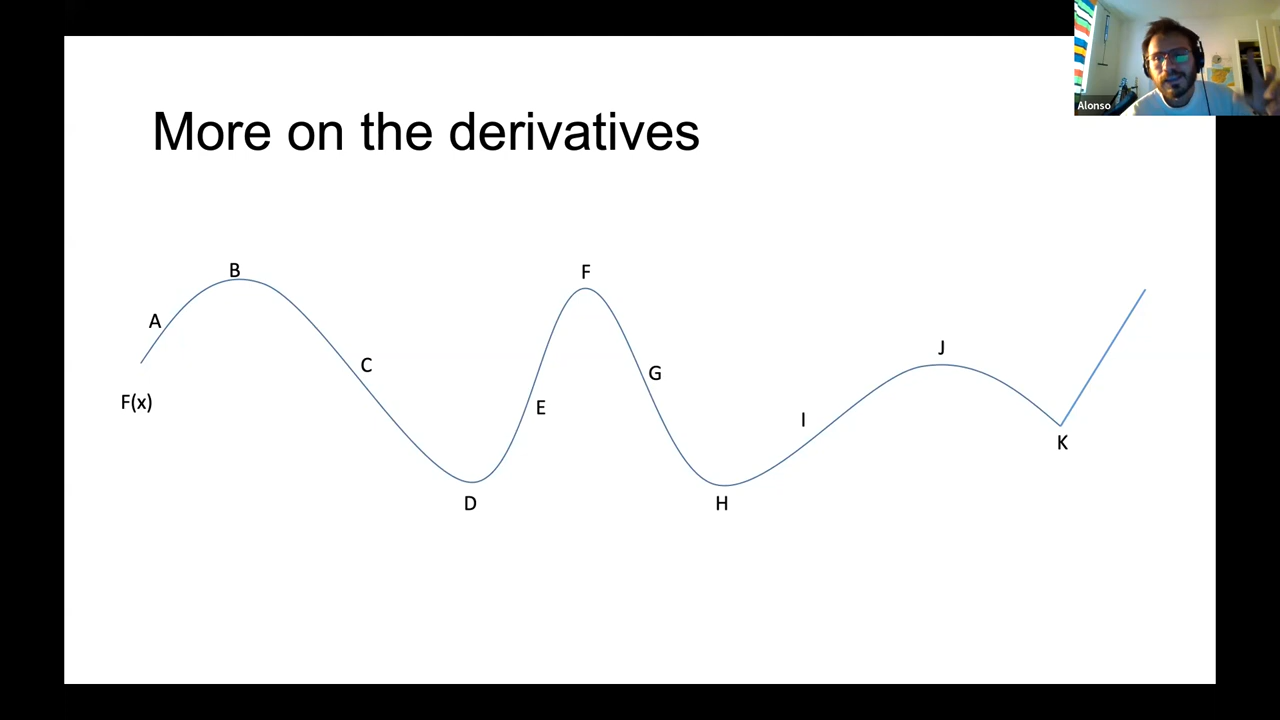 Alonso
More on the derivatives
B
F
A
J
C
G
F(x)
E
I
K
D
H